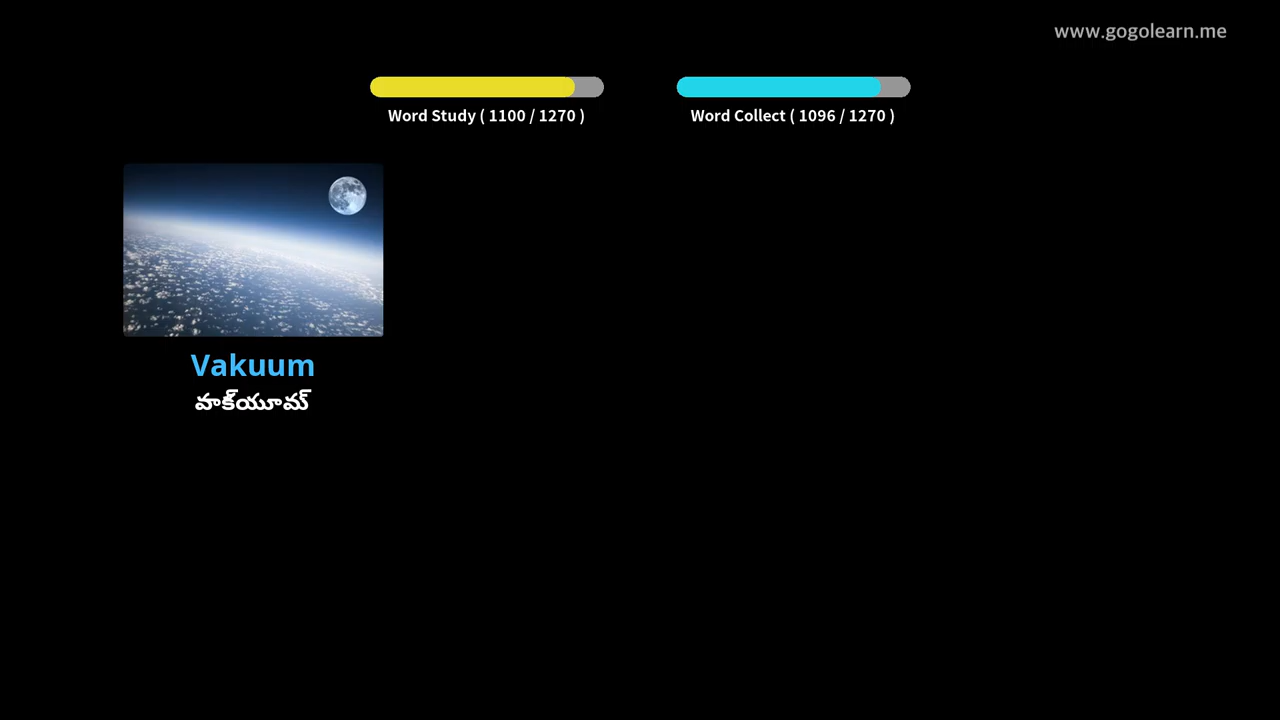 www.gogolearn.me
Word Study ( 1100 / 1270 )
Word Collect ( 1096 / 1270 )
Vakuum
వాక్‌యూమ్